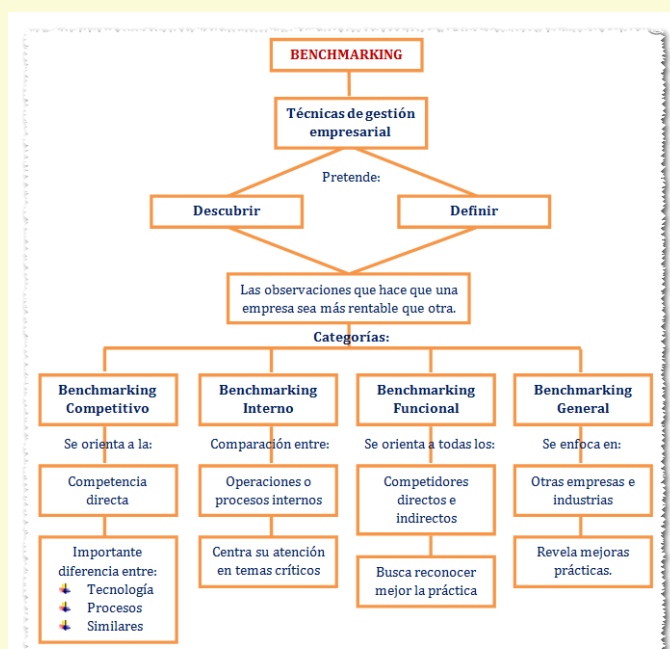 BENCHMARKING
Técnicas de gestión
empresarial
Pretende:
Descubrir
Definir
Las observaciones que hace que una
empresa sea más rentable que otra.
Categorías:
Benchmarking
Competitivo
Se orienta a la:
Competencia
directa
Importante
diferencia entre:
Tecnología
Procesos
Similares
Benchmarking
Interno
Comparación entre:
Operaciones o
procesos internos
Centra su atención
en temas críticos
Benchmarking
Funcional
Se orienta a todas los:
Competidores
directos e
indirectos
Busca reconocer
mejor la práctica
Benchmarking
General
Se enfoca en:
Otras empresas e
industrias
Revela mejoras
prácticas.